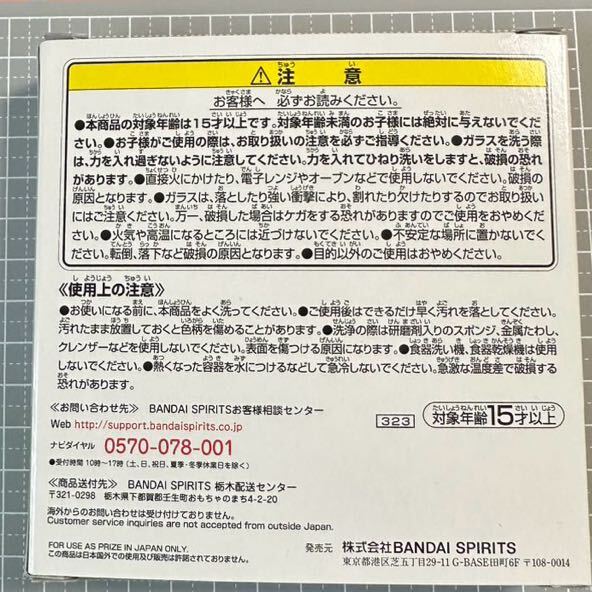 ⚠注意
お客様へ 必ずお読みください。
●本商品の対象年齢は15才以上です。対象年齢未満のお子様には絶対に与えないでくだ
さい。●お子様がご使用の際は、お取り扱いの注意を必ずご指導ください。●ガラスを洗う際
は、力を入れ過ぎないように注意してください。力を入れてひねり洗いをしますと、破損の恐れ
があります。●直接火にかけたり、電子レンジやオーブンなどで使用しないでください。破損の
原因となります。●ガラスは、落としたり強い衝撃により、割れたり欠けたりするのでお取り扱い
にはご注意ください。万一、破損した場合はケガをする恐れがありますのでご使用をおやめくだ
さい。●火気や高温になるところには近づけないでください。●不安定な場所に置かないでくだ
さい。転倒、落下など破損の原因となります。●目的以外のご使用はおやめください。
《使用上の注意》
●お使いになる前に、本商品をよく洗ってください。●ご使用後はできるだけ早く汚れを落としてください。
汚れたまま放置しておくと色柄を傷めることがあります。●洗浄の際は研磨剤入りのスポンジ、金属たわし、
クレンザーなどを使用しないでください。表面を傷つける原因になります。●食器洗い機、食器乾燥機は使用
しないでください。●熱くなった容器を水につけるなどして急冷しないでください。急激な温度差で破損する
恐れがあります。
《お問い合わせ先》 BANDAI SPIRITSお客様相談センター
Web http://support.bandaispirits.co.jp
323
対象年齢15才以上
ナビダイヤル 0570-078-001
●受付時間 10時～17時(土、日、祝日、夏季・冬季休業日を除く)
《商品送付先》 BANDAI SPIRITS 栃木配送センター
〒321-0298 栃木県下都賀郡壬生町おもちゃのまち4-2-20
海外からのお問い合わせは受け付けておりません。
Customer service inquiries are not accepted from outside Japan.
FOR USE AS PRIZE IN JAPAN ONLY.
この商品は日本国外での使用及び販売は許諾されておりません。
発売元 株式会社BANDAI SPIRITS
東京都港区芝五丁目29-11 G-BASE田町6F 〒108-0014